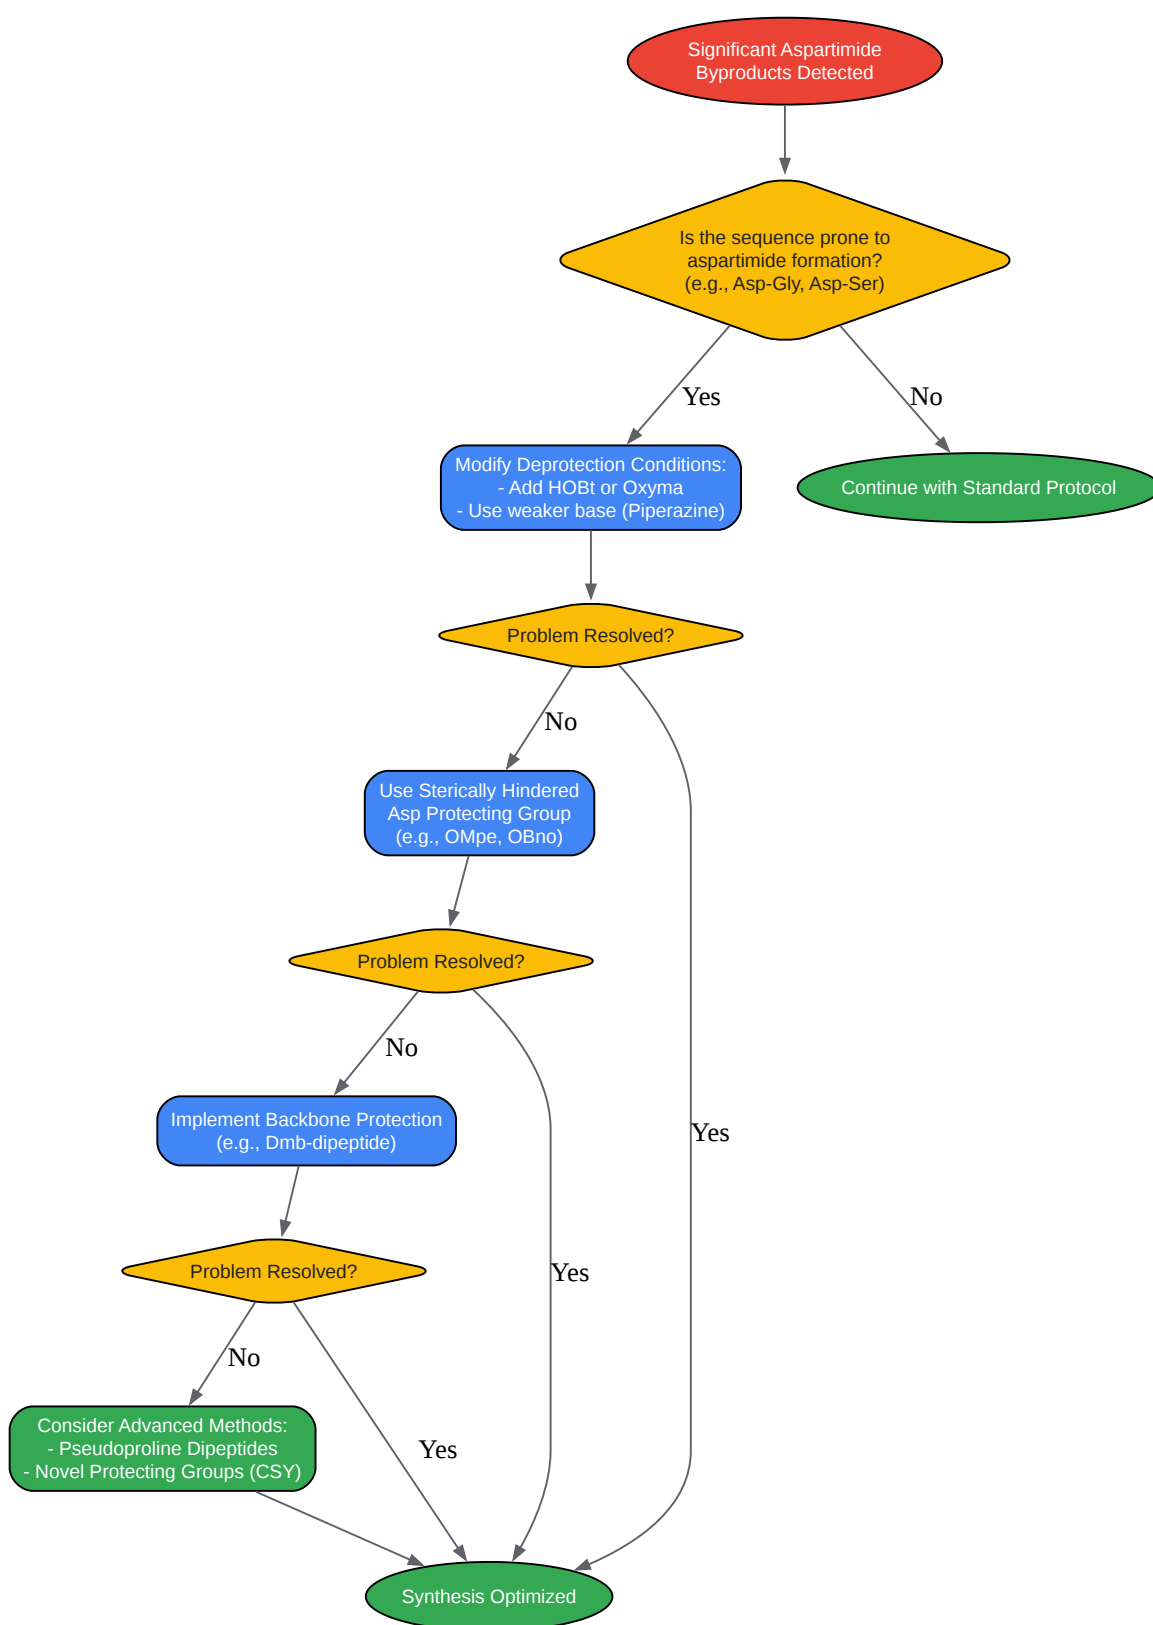 Significant Aspartimide
Byproducts Detected
Is the sequence prone to
aspartimide formation?
(e.g., Asp-Gly, Asp-Ser)
Yes
No
Modify Deprotection Conditions:
- Add HOBt or Oxyma
- Use weaker base (Piperazine)
Continue with Standard Protocol
Problem Resolved?
No
Use Sterically Hindered
Asp Protecting Group
(e.g., OMpe, OBno)
Problem Resolved?
No
Implement Backbone Protection
(e.g., Dmb-dipeptide)
Yes
Problem Resolved?
Yes
No
Consider Advanced Methods:
- Pseudoproline Dipeptides
- Novel Protecting Groups (CSY)
Yes
Synthesis Optimized